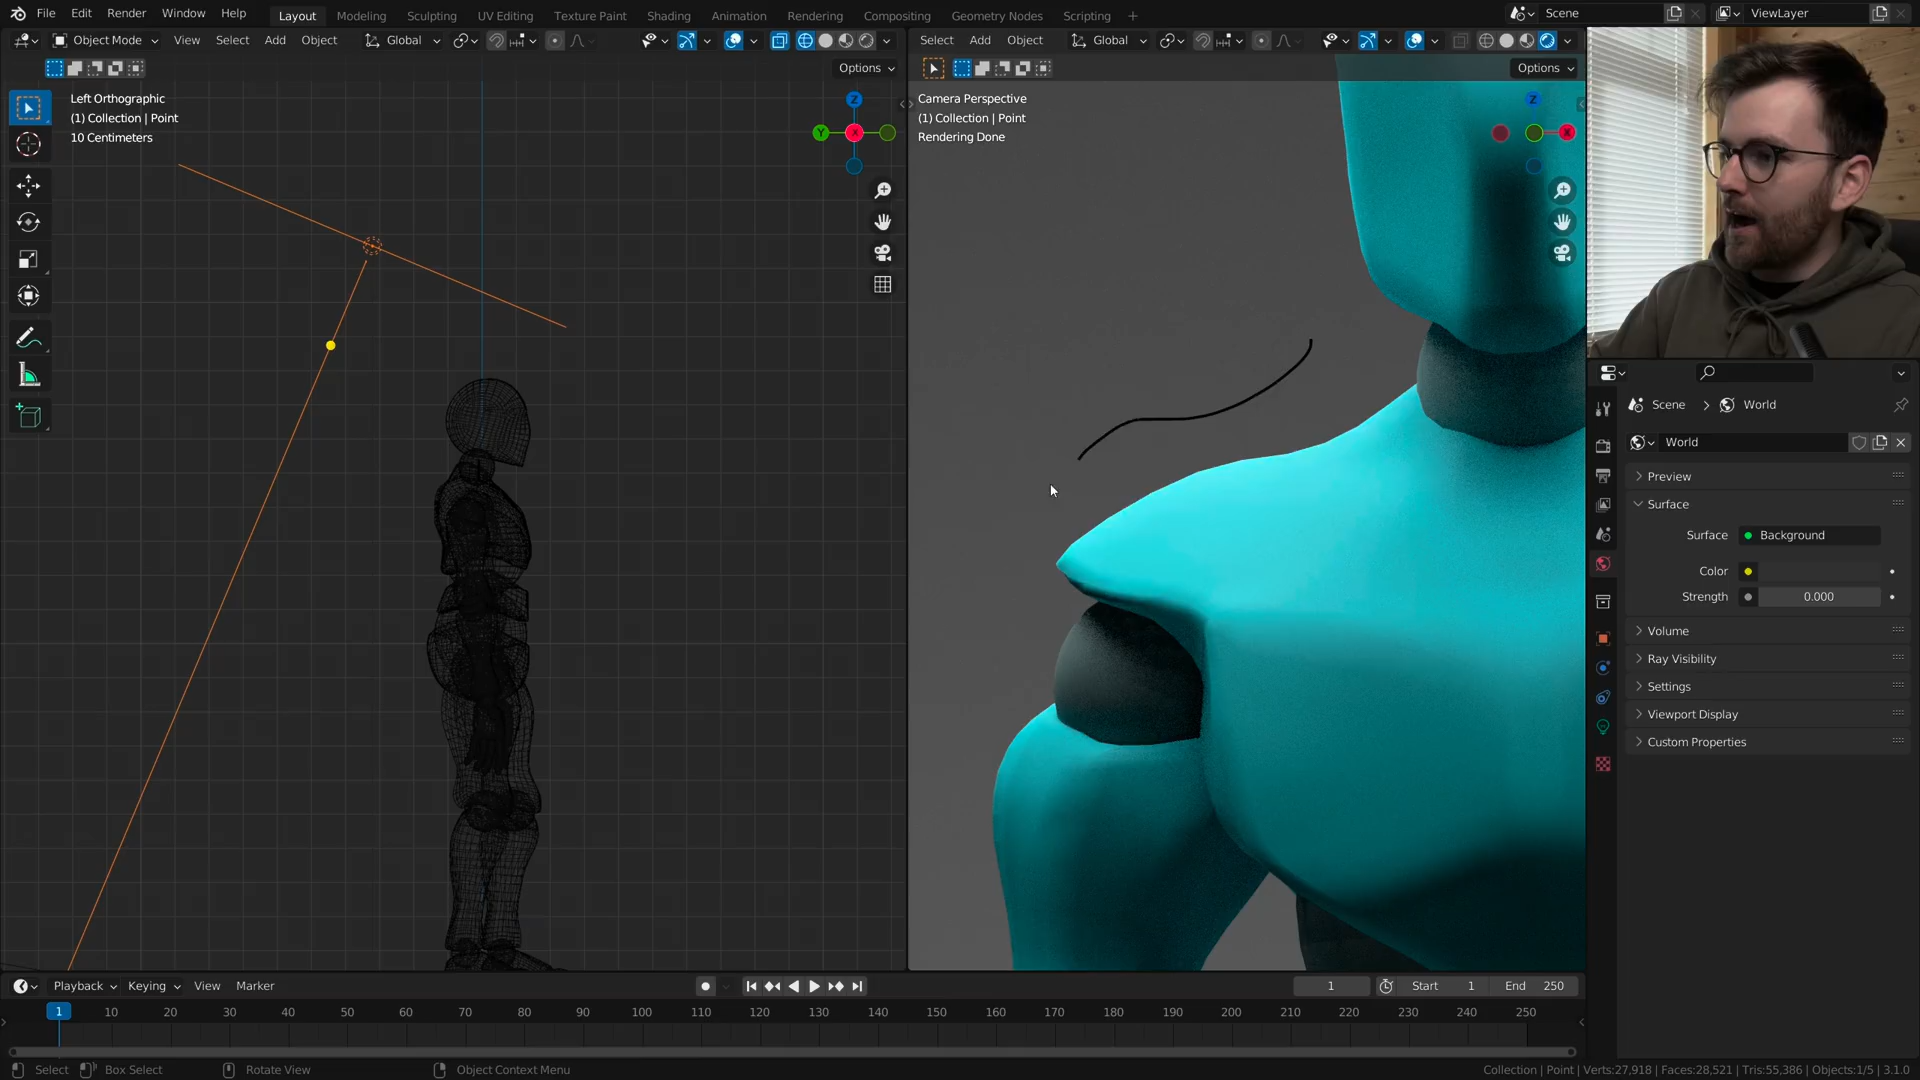 File Edit Render Window Help Layout Modeling Sculpting UV Editing Texture Paint Shading Animation Rendering Compositing Geometry Nodes Scripting Scene ViewLayer
Object Mode View Select Add Object Global Select Add Object Global
Options Options
Left Orthographic
(1) Collection | Point
10 Centimeters
Z
Y
X
Camera Perspective
(1) Collection | Point
Rendering Done
Z
X
Scene > World
World
Preview
Surface
Surface Background
Color
Strength 0.000
Volume
Ray Visibility
Settings
Viewport Display
Custom Properties
Playback Keying View Marker 1 Start 1 End 250
1 10 20 30 40 50 60 70 80 90 100 110 120 130 140 150 160 170 180 190 200 210 220 230 240 250
Select Box Select Rotate View Object Context Menu Collection | Point | Verts:27,918 | Faces:28,521 | Tris:55,386 | Objects:1/5 | 3.1.0